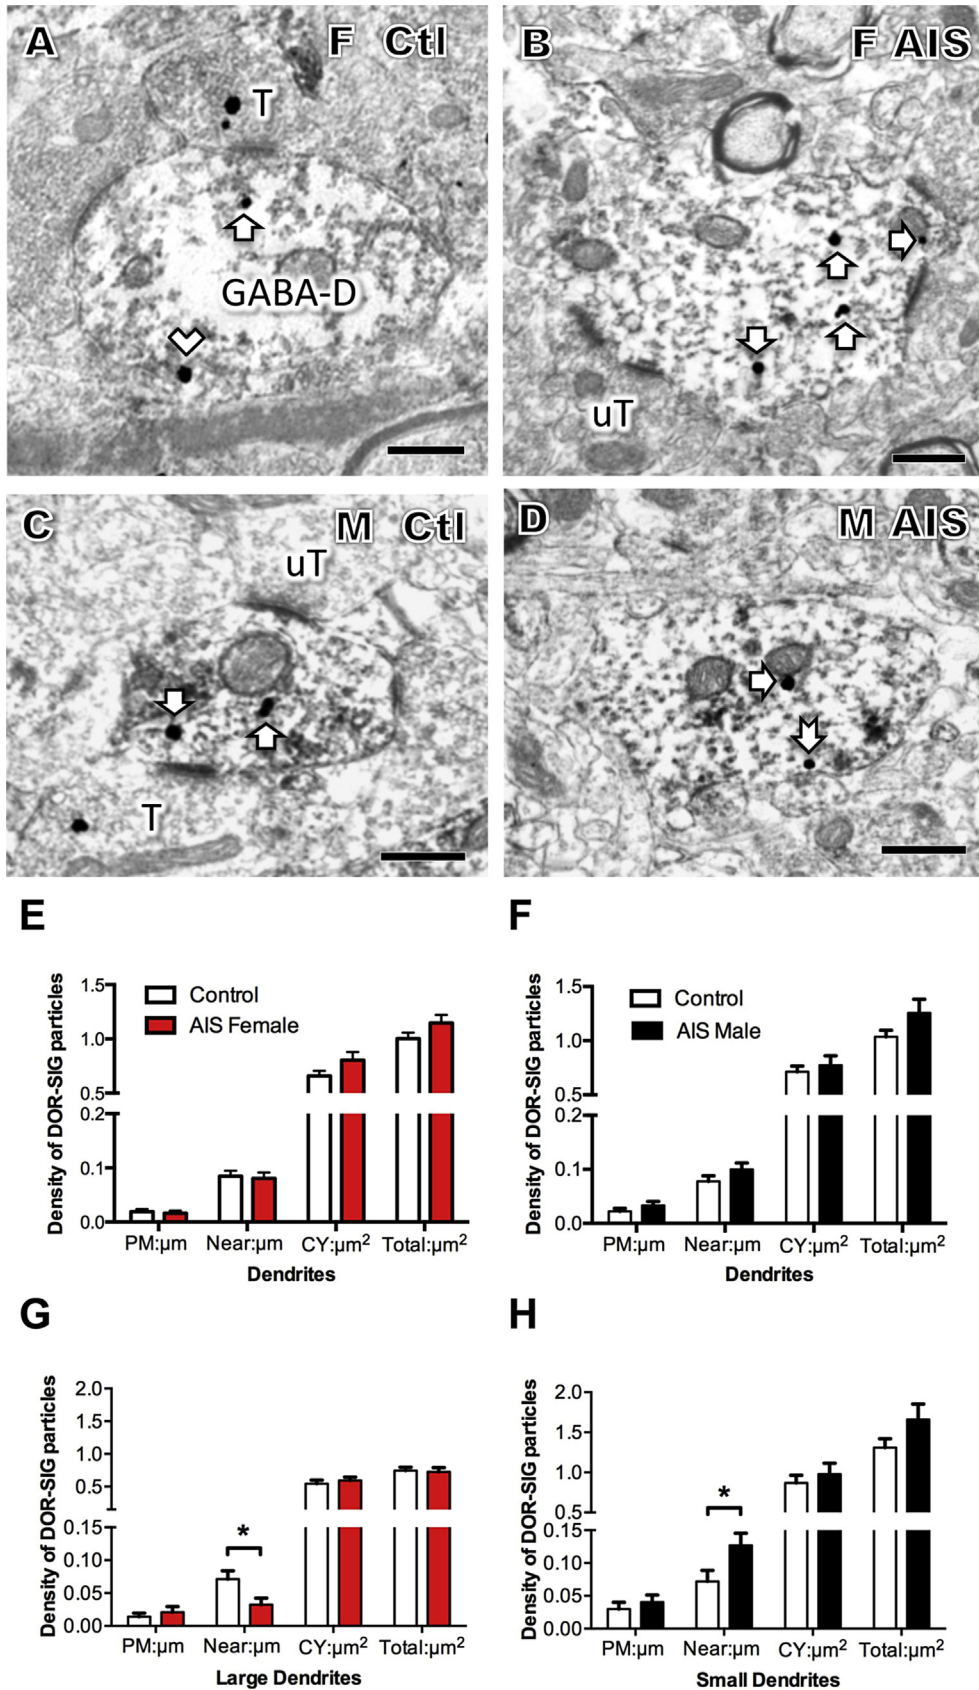 A F Ctl
T
GABA-D
B F AIS
uT
C M Ctl
uT
T
D M AIS
E
Density of DOR-SIG particles
1.5
1.0
0.5
0.2
0.1
0.0
Control
AIS Female
PM:µm Near:µm CY:µm² Total:µm²
Dendrites
F
Density of DOR-SIG particles
1.5
1.0
0.5
0.2
0.1
0.0
Control
AIS Male
PM:µm Near:µm CY:µm² Total:µm²
Dendrites
G
Density of DOR-SIG particles
2.0
1.5
1.0
0.5
0.15
0.10
0.05
0.00
*
PM:µm Near:µm CY:µm² Total:µm²
Large Dendrites
H
Density of DOR-SIG particles
2.0
1.5
1.0
0.5
0.15
0.10
0.05
0.00
*
PM:µm Near:µm CY:µm² Total:µm²
Small Dendrites